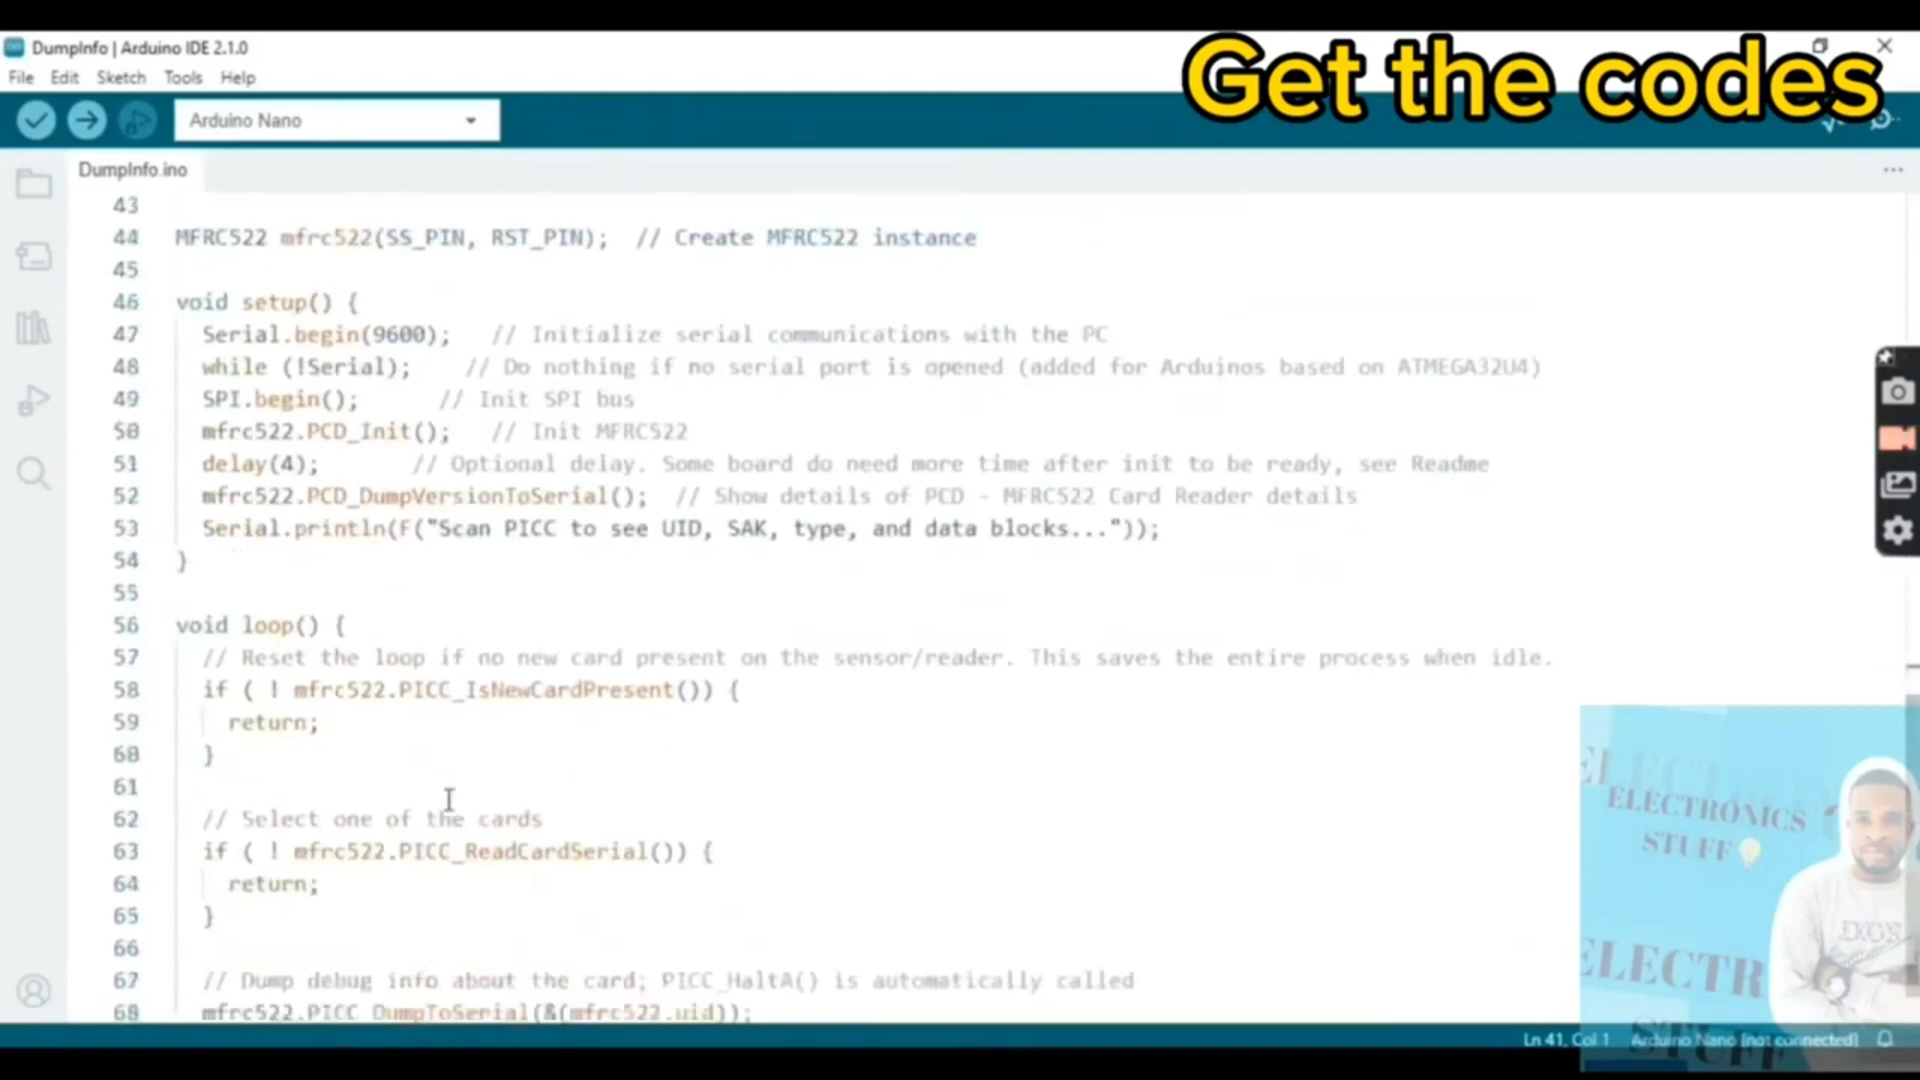 DumpInfo | Arduino IDE 2.1.0
Get the codes
File Edit Sketch Tools Help
Arduino Nano
DumpInfo.ino
43
44 MFRC522 mfrc522(SS_PIN, RST_PIN); // Create MFRC522 instance
45
46 void setup() {
47 Serial.begin(9600); // Initialize serial communications with the PC
48 while (!Serial); // Do nothing if no serial port is opened (added for Arduinos based on ATMEGA32U4)
49 SPI.begin(); // Init SPI bus
50 mfrc522.PCD_Init(); // Init MFRC522
51 delay(4); // Optional delay. Some board do need more time after init to be ready, see Readme
52 mfrc522.PCD_DumpVersionToSerial(); // Show details of PCD - MFRC522 Card Reader details
53 Serial.println(F("Scan PICC to see UID, SAK, type, and data blocks..."));
54 }
55
56 void loop() {
57 // Reset the loop if no new card present on the sensor/reader. This saves the entire process when idle.
58 if ( ! mfrc522.PICC_IsNewCardPresent()) {
59 return;
60 }
61
62 // Select one of the cards
63 if ( ! mfrc522.PICC_ReadCardSerial()) {
64 return;
65 }
66
67 // Dump debug info about the card; PICC_HaltA() is automatically called
68 mfrc522.PICC_DumpToSerial(&(mfrc522.uid));
ELECTRONICS
STUFF
ELECTR
STUFF
Ln 41, Col 1 Arduino Nano [not connected]